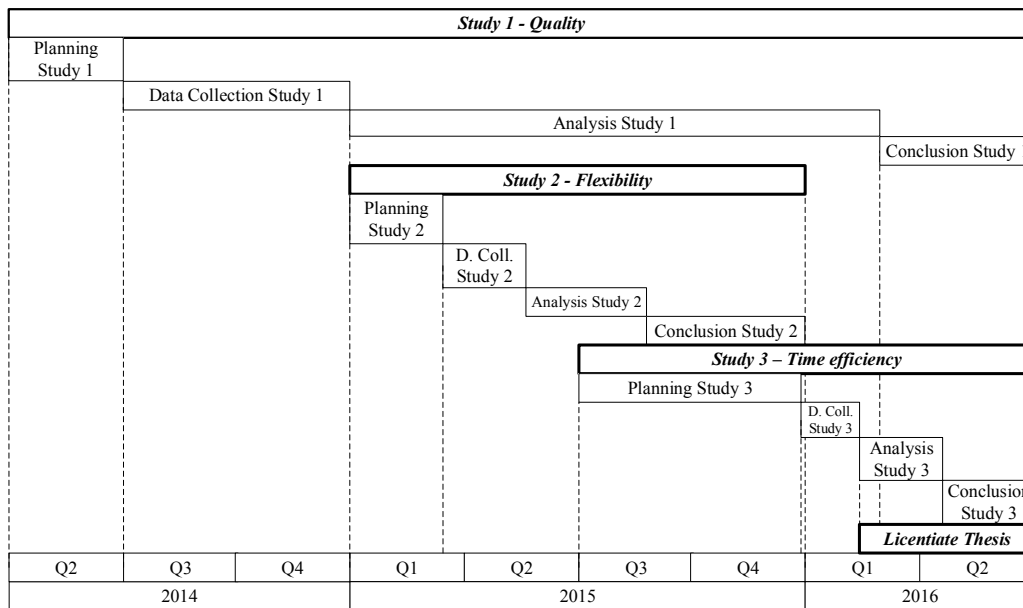 Study 1 - Quality
Planning
Study 1
Data Collection Study 1
Analysis Study 1
Conclusion Study 1
Study 2 - Flexibility
Planning
Study 2
D. Coll.
Study 2
Analysis Study 2
Conclusion Study 2
Study 3 – Time efficiency
Planning Study 3
D. Coll.
Study 3
Analysis
Study 3
Conclusion
Study 3
Licentiate Thesis
Q2 Q3 Q4 Q1 Q2 Q3 Q4 Q1 Q2
2014 2015 2016